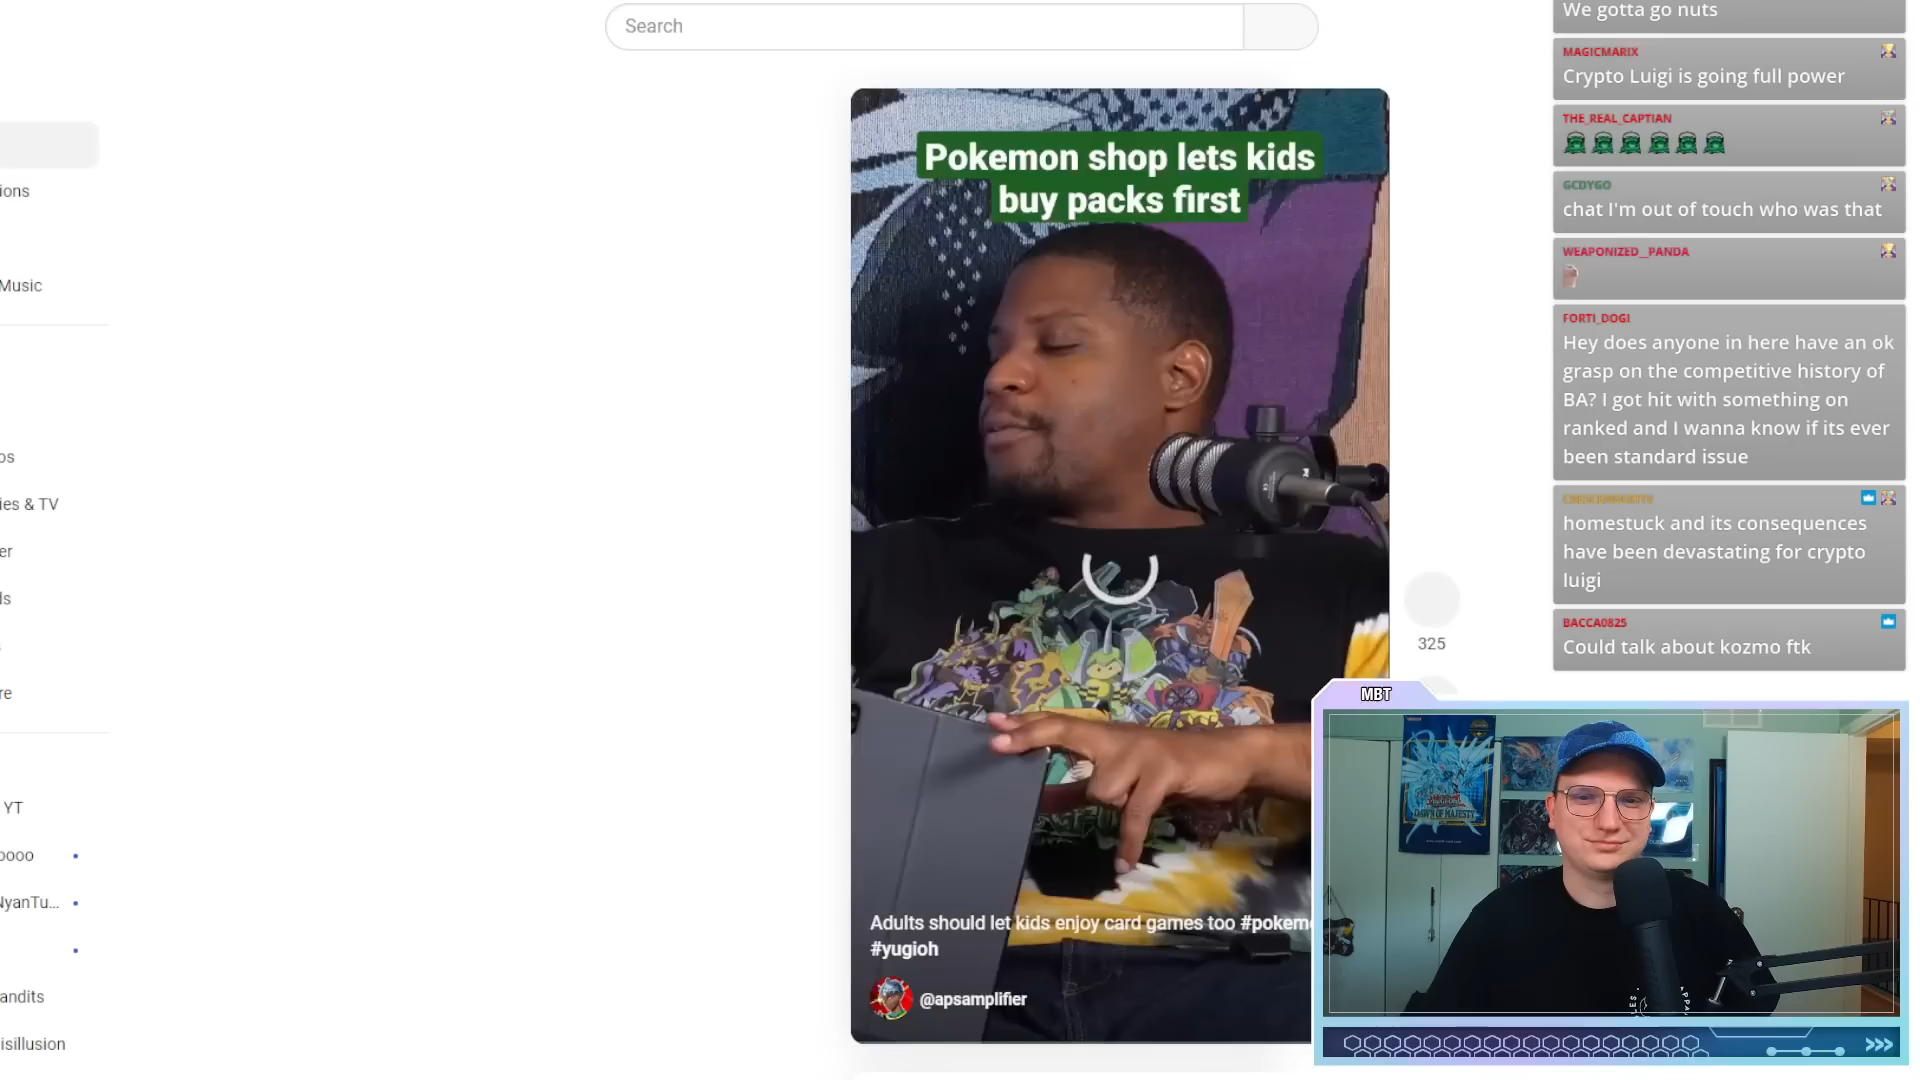 Search
ions
Music
os
ies & TV
er
ds
re
YT
oooo
NyanTu...
andits
isillusion
Pokemon shop lets kids
buy packs first
Adults should let kids enjoy card games too #pokem
#yugioh
@apsamplifier
325
We gotta go nuts
MAGICMARIX
Crypto Luigi is going full power
THE_REAL_CAPTIAN
GCDYGO
chat I'm out of touch who was that
WEAPONIZED__PANDA
FORTI_DOGI
Hey does anyone in here have an ok
grasp on the competitive history of
BA? I got hit with something on
ranked and I wanna know if its ever
been standard issue
homestuck and its consequences
have been devastating for crypto
luigi
BACCA0825
Could talk about kozmo ftk
MBT
DAWN OF MAJESTY